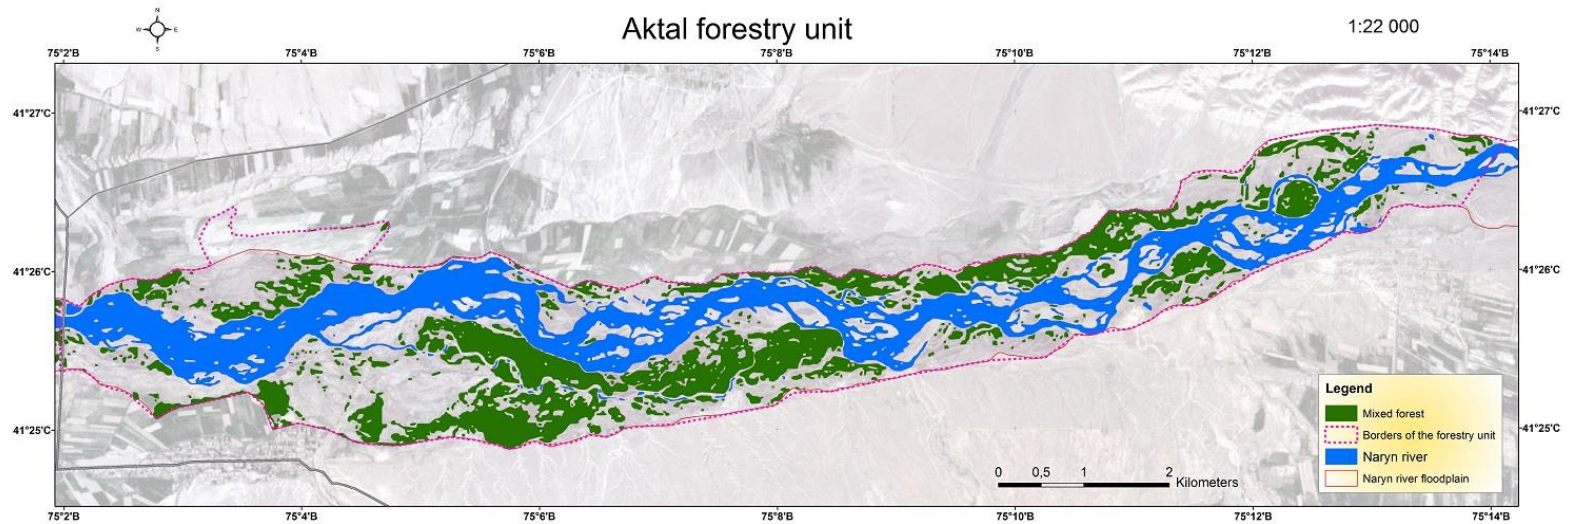 N
W E
S
Aktal forestry unit
1:22 000
75°2'B 75°4'B 75°6'B 75°8'B 75°10'B 75°12'B 75°14'B
41°27'C 41°27'C
41°26'C 41°26'C
41°25'C 41°25'C
Legend
Mixed forest
Borders of the forestry unit
Naryn river
Naryn river floodplain
0 0,5 1 2
Kilometers
75°2'B 75°4'B 75°6'B 75°8'B 75°10'B 75°12'B 75°14'B